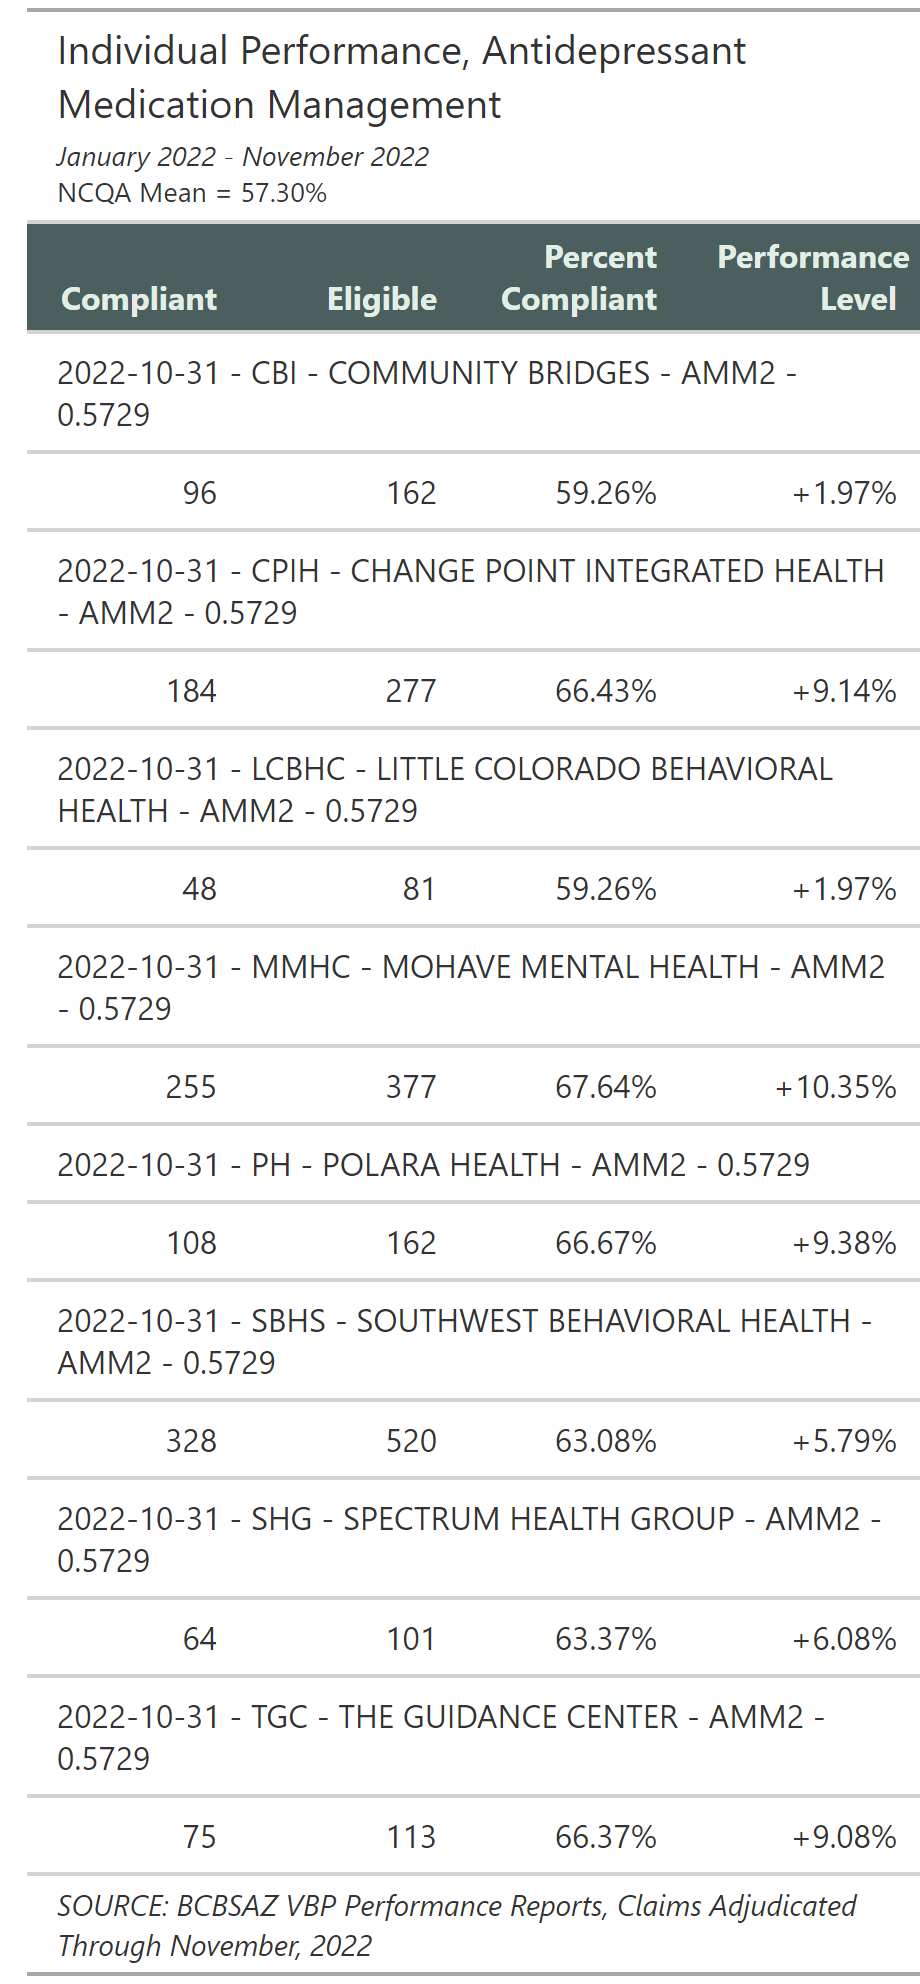 Individual Performance, Antidepressant
Medication Management
January 2022 - November 2022
NCQA Mean = 57.30%
Compliant Eligible Percent Compliant Performance Level
2022-10-31 - CBI - COMMUNITY BRIDGES - AMM2 -
0.5729
96 162 59.26% +1.97%
2022-10-31 - CPIH - CHANGE POINT INTEGRATED HEALTH
- AMM2 - 0.5729
184 277 66.43% +9.14%
2022-10-31 - LCBHC - LITTLE COLORADO BEHAVIORAL
HEALTH - AMM2 - 0.5729
48 81 59.26% +1.97%
2022-10-31 - MMHC - MOHAVE MENTAL HEALTH - AMM2
- 0.5729
255 377 67.64% +10.35%
2022-10-31 - PH - POLARA HEALTH - AMM2 - 0.5729
108 162 66.67% +9.38%
2022-10-31 - SBHS - SOUTHWEST BEHAVIORAL HEALTH -
AMM2 - 0.5729
328 520 63.08% +5.79%
2022-10-31 - SHG - SPECTRUM HEALTH GROUP - AMM2 -
0.5729
64 101 63.37% +6.08%
2022-10-31 - TGC - THE GUIDANCE CENTER - AMM2 -
0.5729
75 113 66.37% +9.08%
SOURCE: BCBSAZ VBP Performance Reports, Claims Adjudicated
Through November, 2022